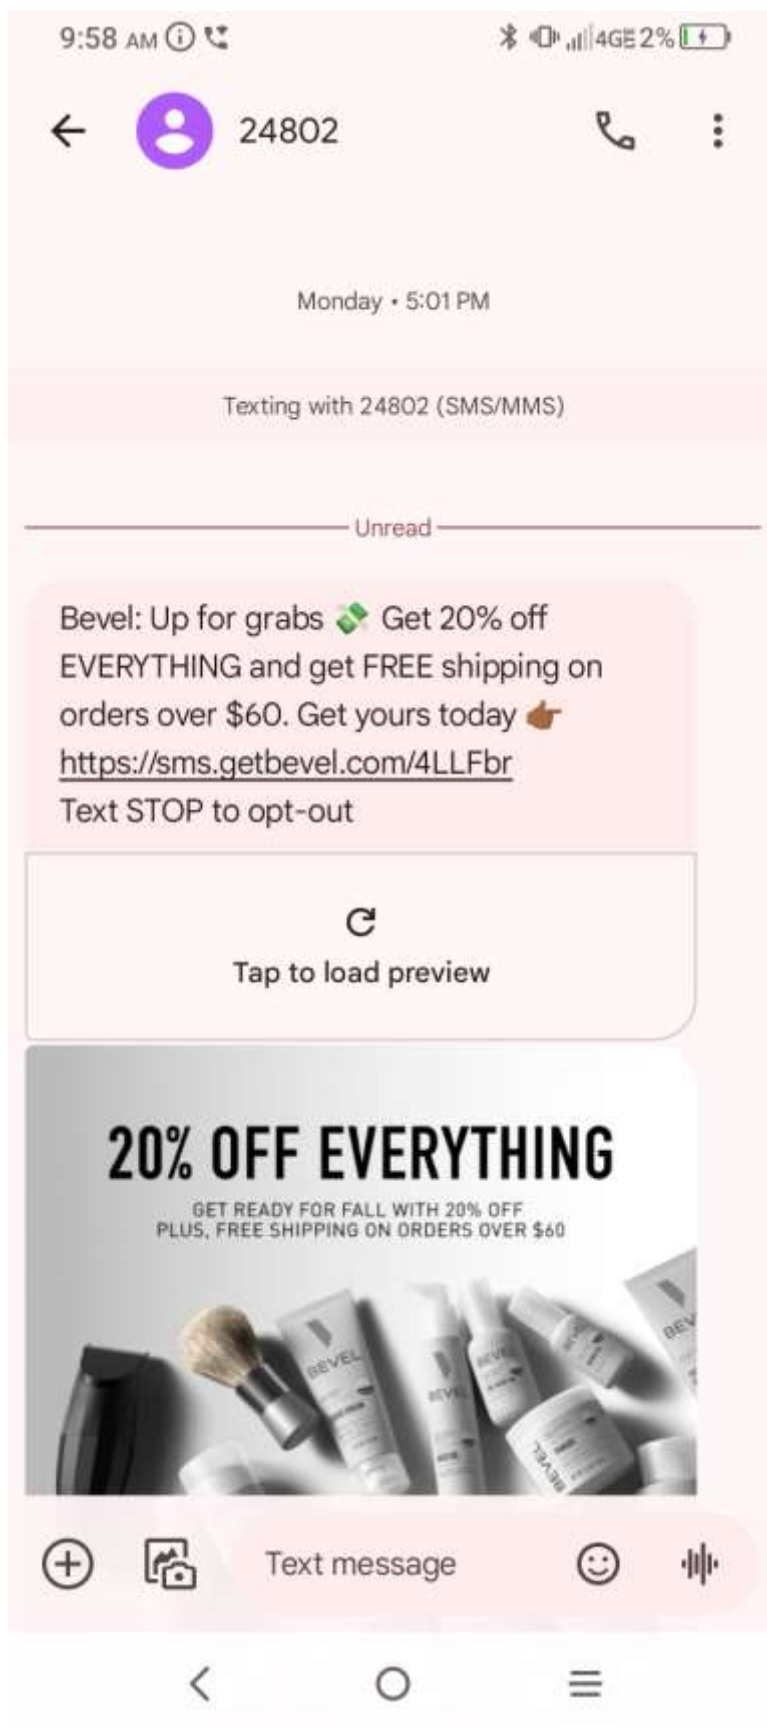 9:58 AM
4GE 2%
24802
Monday • 5:01 PM
Texting with 24802 (SMS/MMS)
Unread
Bevel: Up for grabs 💸 Get 20% off
EVERYTHING and get FREE shipping on
orders over $60. Get yours today 👉🏾
https://sms.getbevel.com/4LLFbr
Text STOP to opt-out
Tap to load preview
20% OFF EVERYTHING
GET READY FOR FALL WITH 20% OFF
PLUS, FREE SHIPPING ON ORDERS OVER $60
BEVEL
BEVEL
BEVEL
BEVEL
BEV
BEVEL
Text message